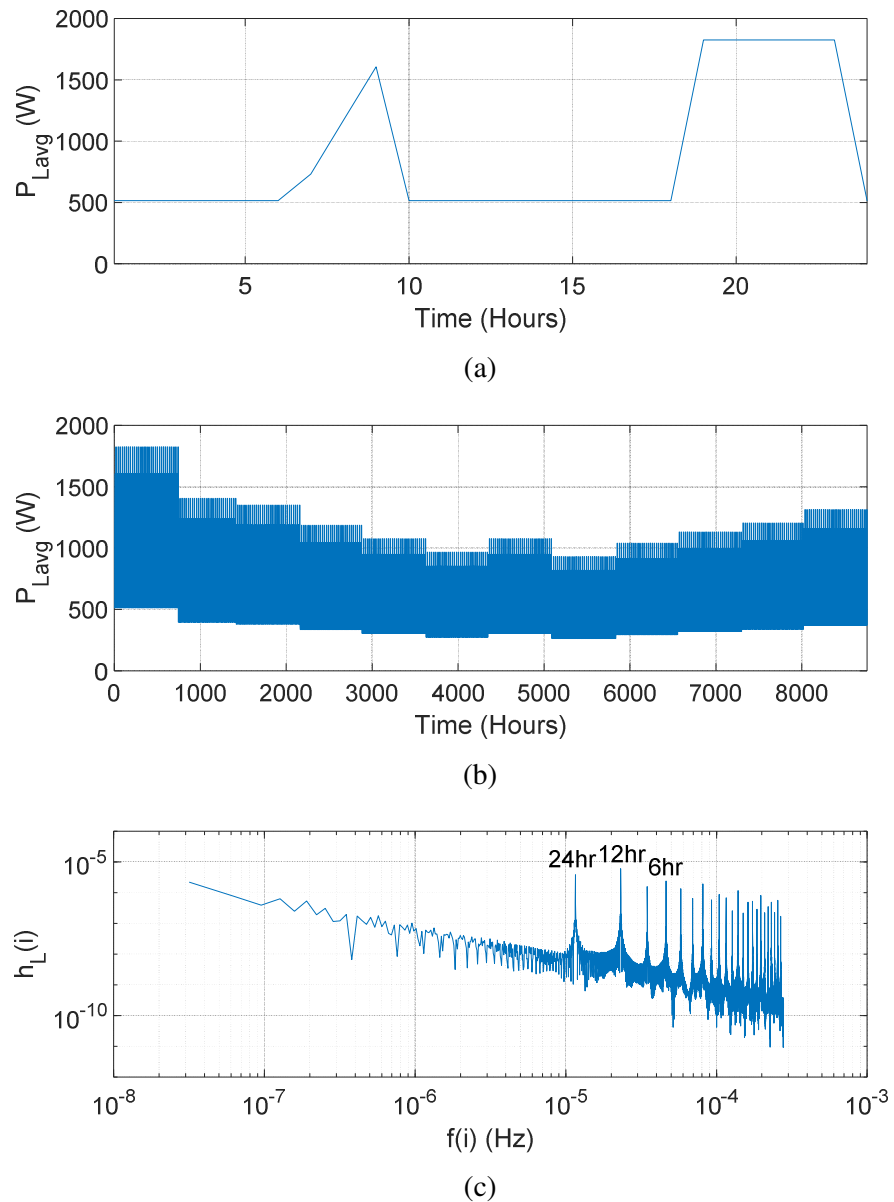 2000
1500
1000
500
0
P_Lavg (W)
5 10 15 20
Time (Hours)
(a)
2000
1500
1000
500
0
P_Lavg (W)
0 1000 2000 3000 4000 5000 6000 7000 8000
Time (Hours)
(b)
10^-5
10^-10
h_L(i)
24hr 12hr 6hr
10^-8 10^-7 10^-6 10^-5 10^-4 10^-3
f(i) (Hz)
(c)